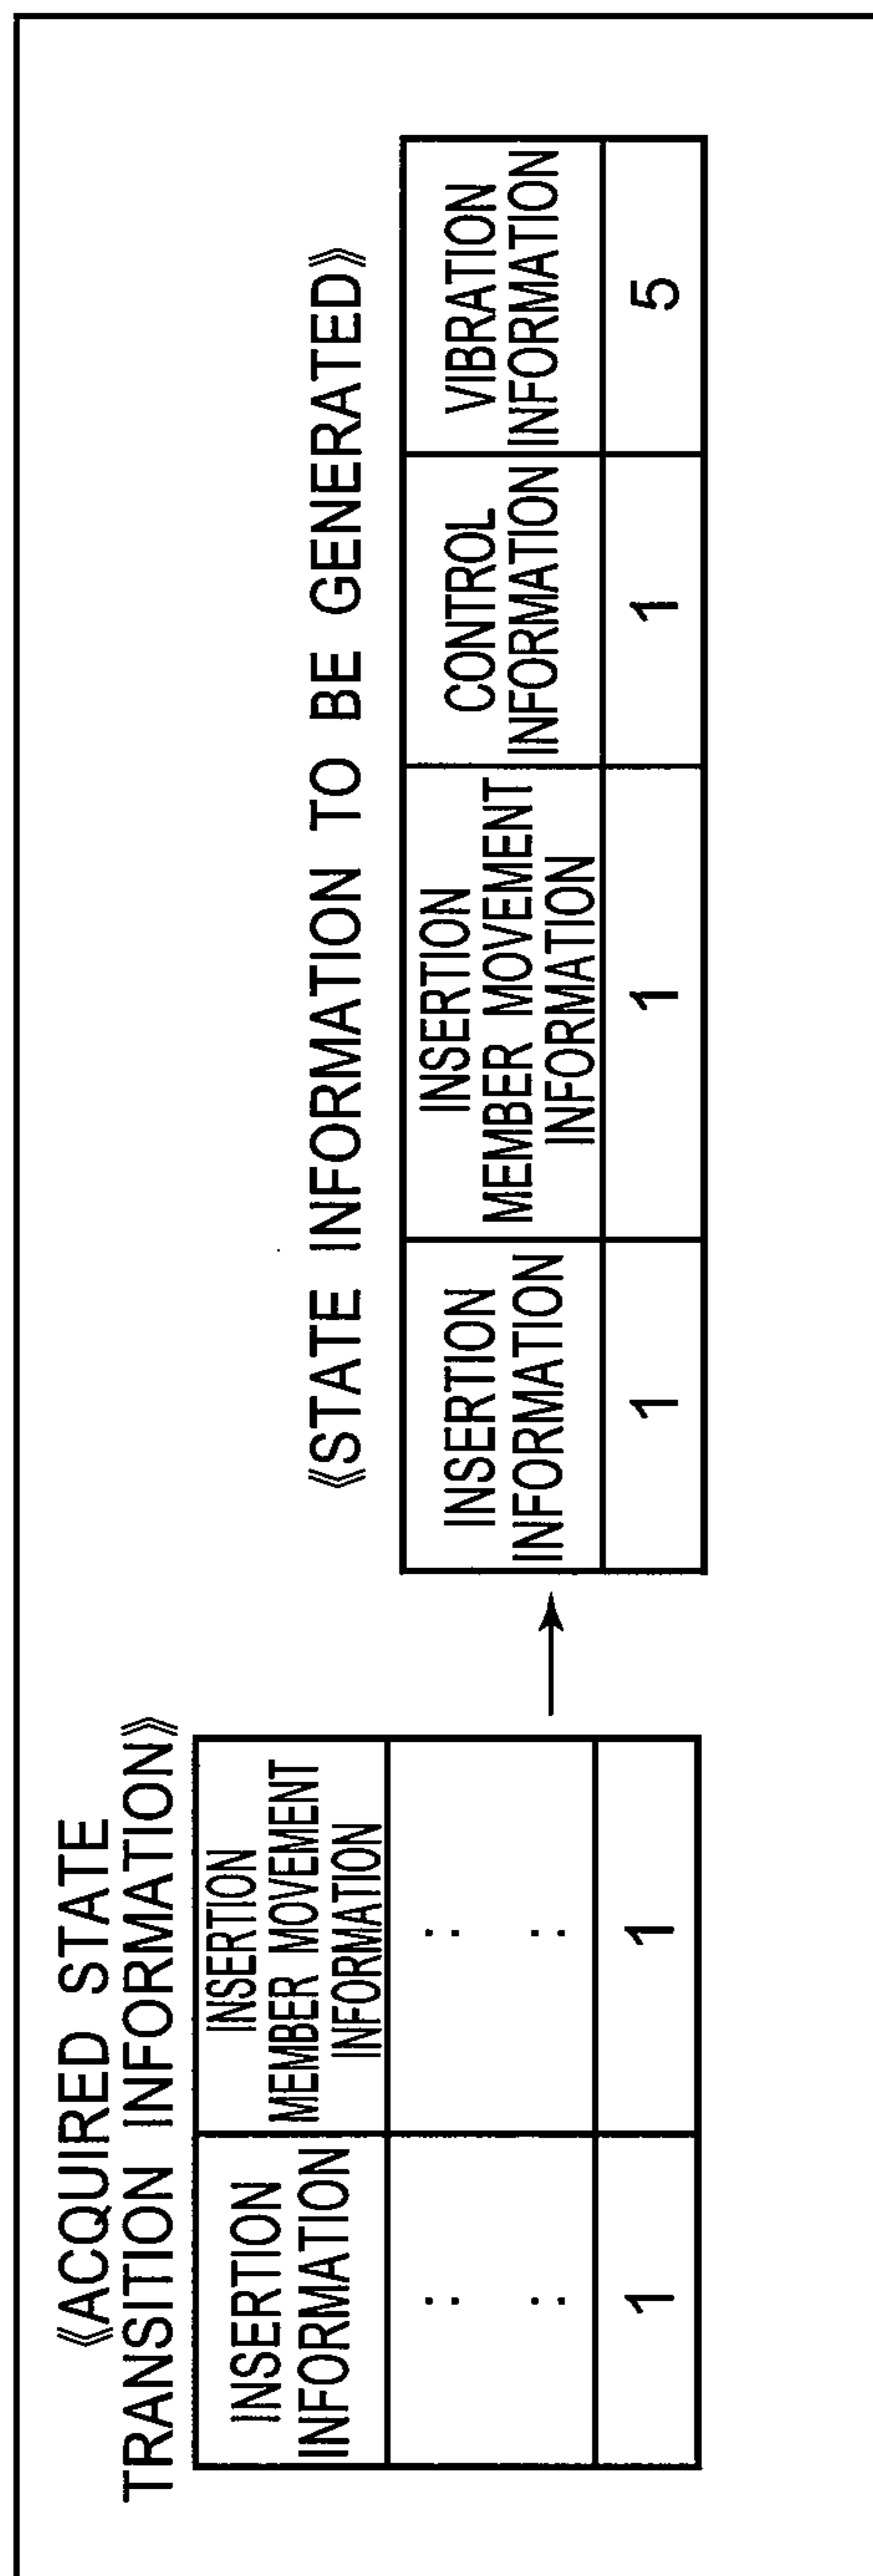 《ACQUIRED STATE
TRANSITION INFORMATION》
INSERTION
INFORMATION
INSERTION
MEMBER MOVEMENT
INFORMATION
: :
: :
1
1
《STATE INFORMATION TO BE GENERATED》
INSERTION
INFORMATION
INSERTION
MEMBER MOVEMENT
INFORMATION
CONTROL
INFORMATION
VIBRATION
INFORMATION
1
1
1
5